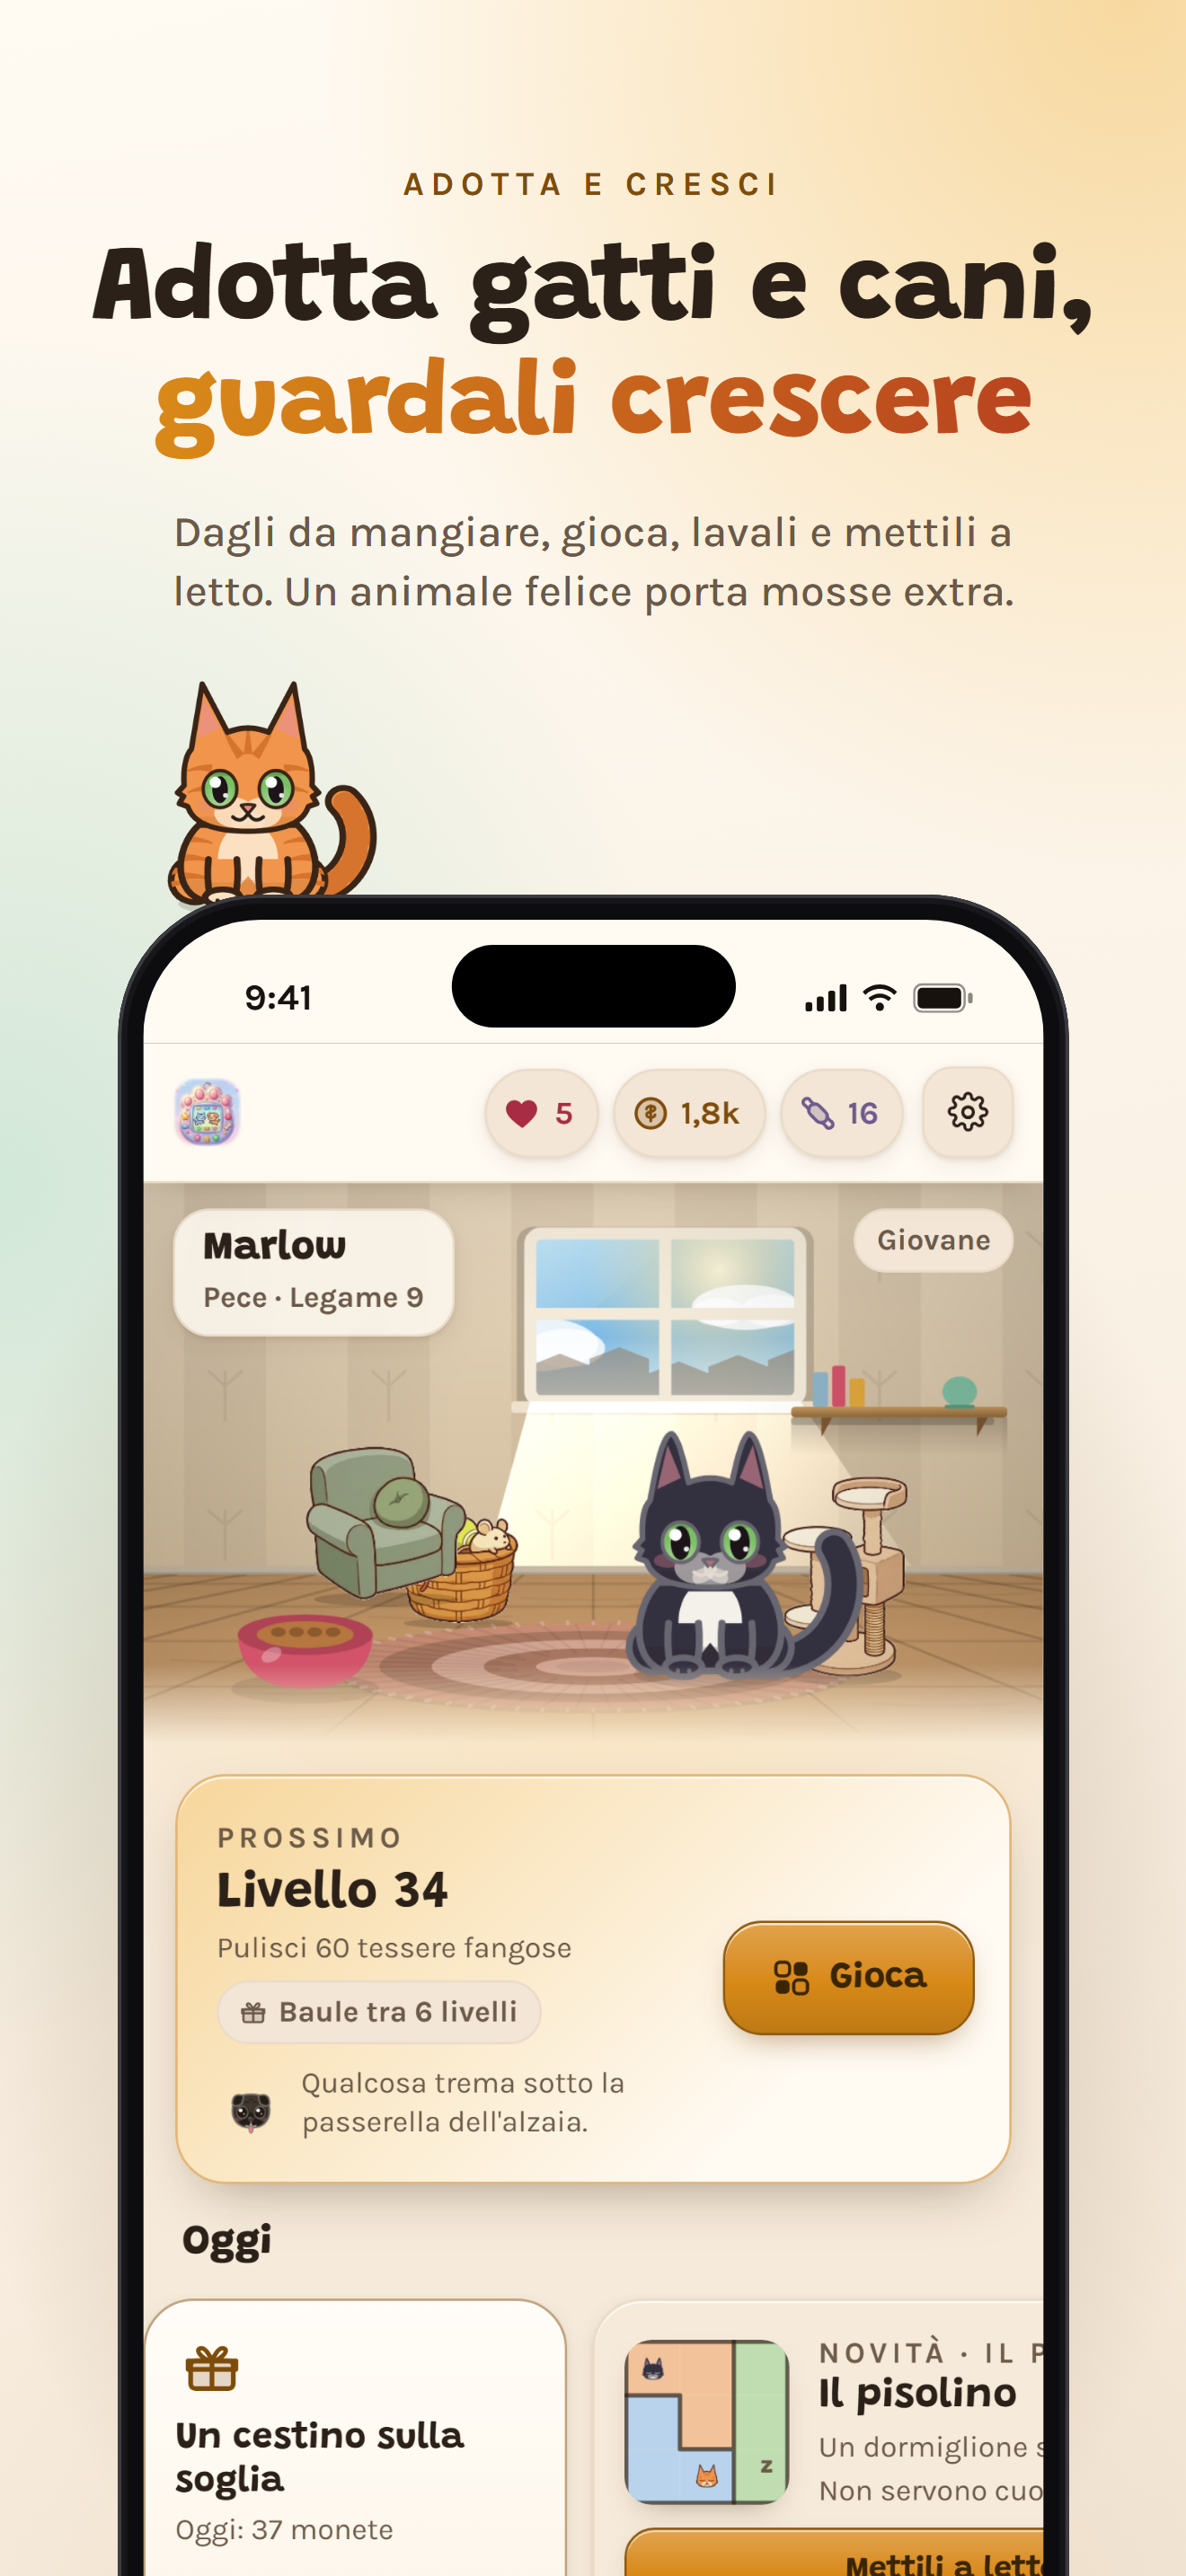 ADOTTA E CRESCI
Adotta gatti e cani,
guardali crescere
Dagli da mangiare, gioca, lavali e mettili a
letto. Un animale felice porta mosse extra.
9:41
5
1,8k
16
Marlow
Pece · Legame 9
Giovane
PROSSIMO
Livello 34
Pulisci 60 tessere fangose
Gioca
Baule tra 6 livelli
Qualcosa trema sotto la
passerella dell'alzaia.
Oggi
Un cestino sulla
soglia
Oggi: 37 monete
z
NOVITÀ · IL
Il pisolino
Un dormiglione
Non servono
Mettili a